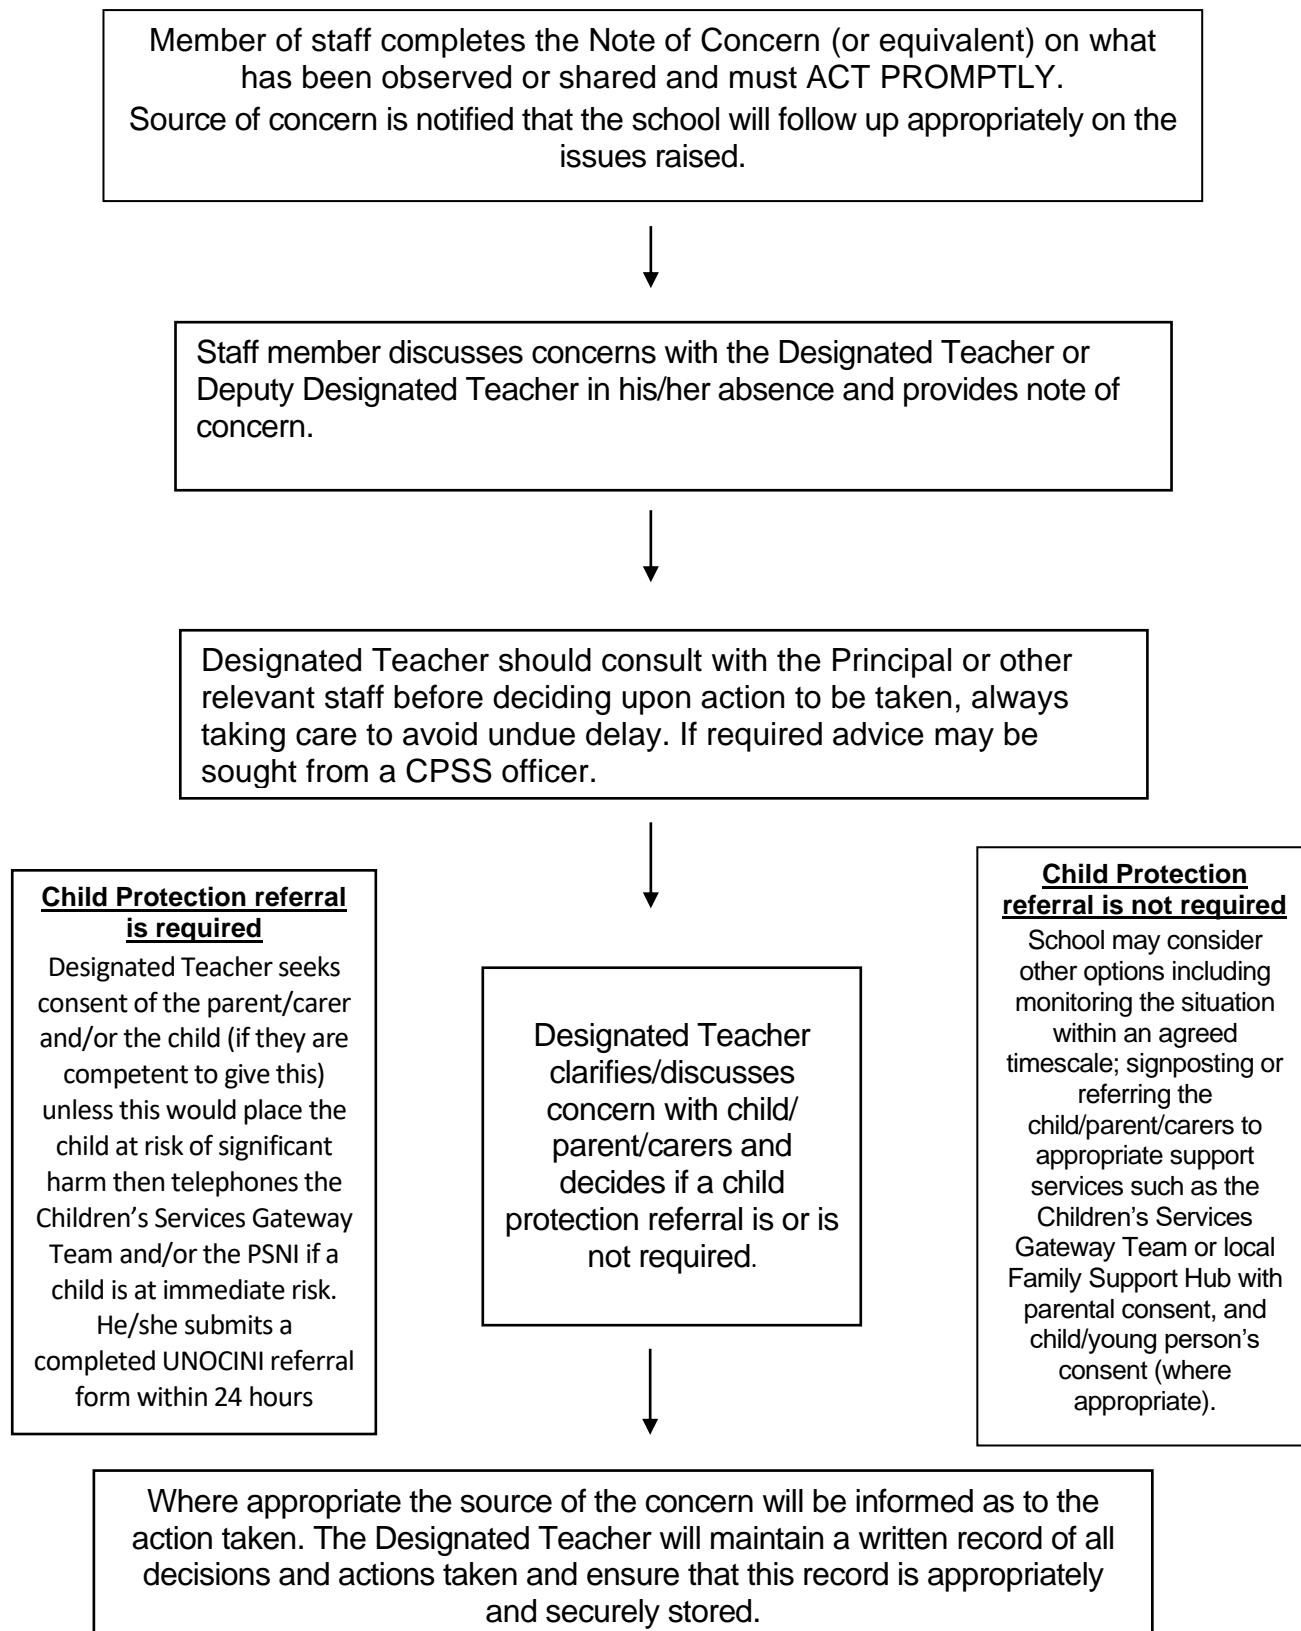 Member of staff completes the Note of Concern (or equivalent) on what
has been observed or shared and must ACT PROMPTLY.
Source of concern is notified that the school will follow up appropriately on the
issues raised.
Staff member discusses concerns with the Designated Teacher or
Deputy Designated Teacher in his/her absence and provides note of
concern.
Designated Teacher should consult with the Principal or other
relevant staff before deciding upon action to be taken, always
taking care to avoid undue delay. If required advice may be
sought from a CPSS officer.
Child Protection referral
is required
Designated Teacher seeks
consent of the parent/carer
and/or the child (if they are
competent to give this)
unless this would place the
child at risk of significant
harm then telephones the
Children’s Services Gateway
Team and/or the PSNI if a
child is at immediate risk.
He/she submits a
completed UNOCINI referral
form within 24 hours
Designated Teacher
clarifies/discusses
concern with child/
parent/carers and
decides if a child
protection referral is or is
not required.
Child Protection
referral is not required
School may consider
other options including
monitoring the situation
within an agreed
timescale; signposting or
referring the
child/parent/carers to
appropriate support
services such as the
Children’s Services
Gateway Team or local
Family Support Hub with
parental consent, and
child/young person’s
consent (where
appropriate).
Where appropriate the source of the concern will be informed as to the
action taken. The Designated Teacher will maintain a written record of all
decisions and actions taken and ensure that this record is appropriately
and securely stored.